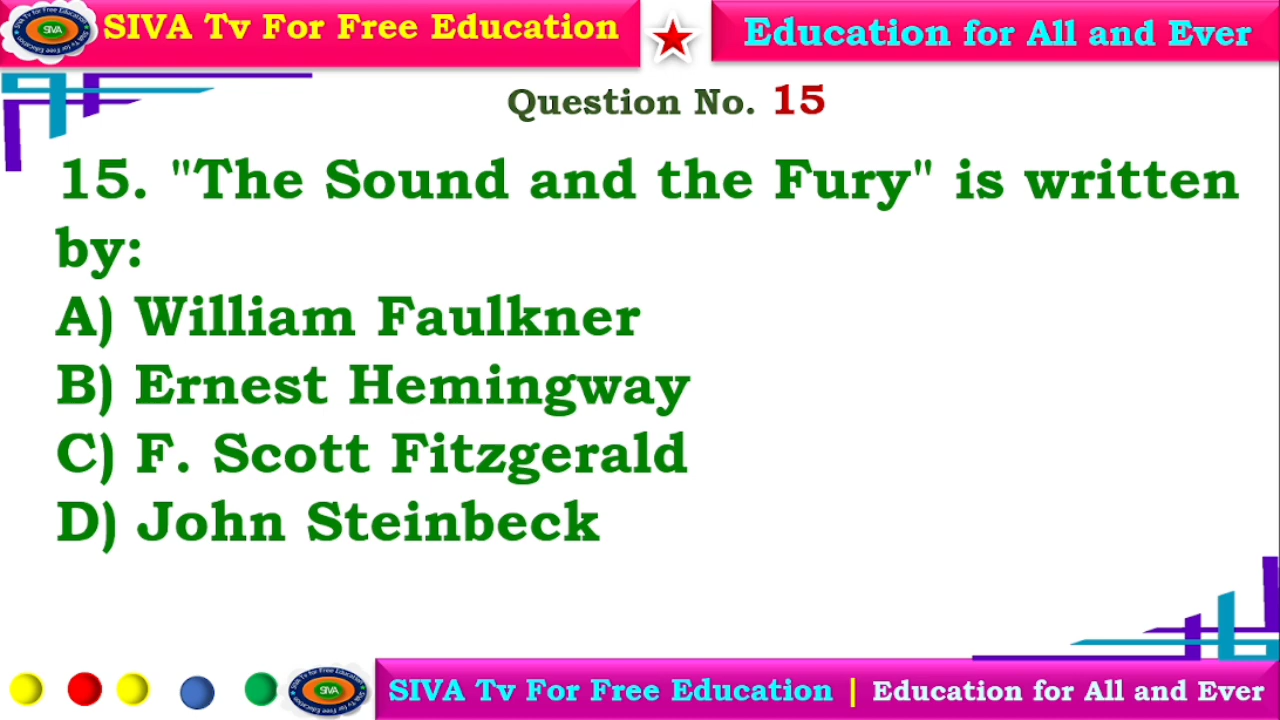 SIVA Tv For Free Education
Education for All and Ever
Question No. 15
15. "The Sound and the Fury" is written
by:
A) William Faulkner
B) Ernest Hemingway
C) F. Scott Fitzgerald
D) John Steinbeck
SIVA
SIVA Tv For Free Education | Education for All and Ever